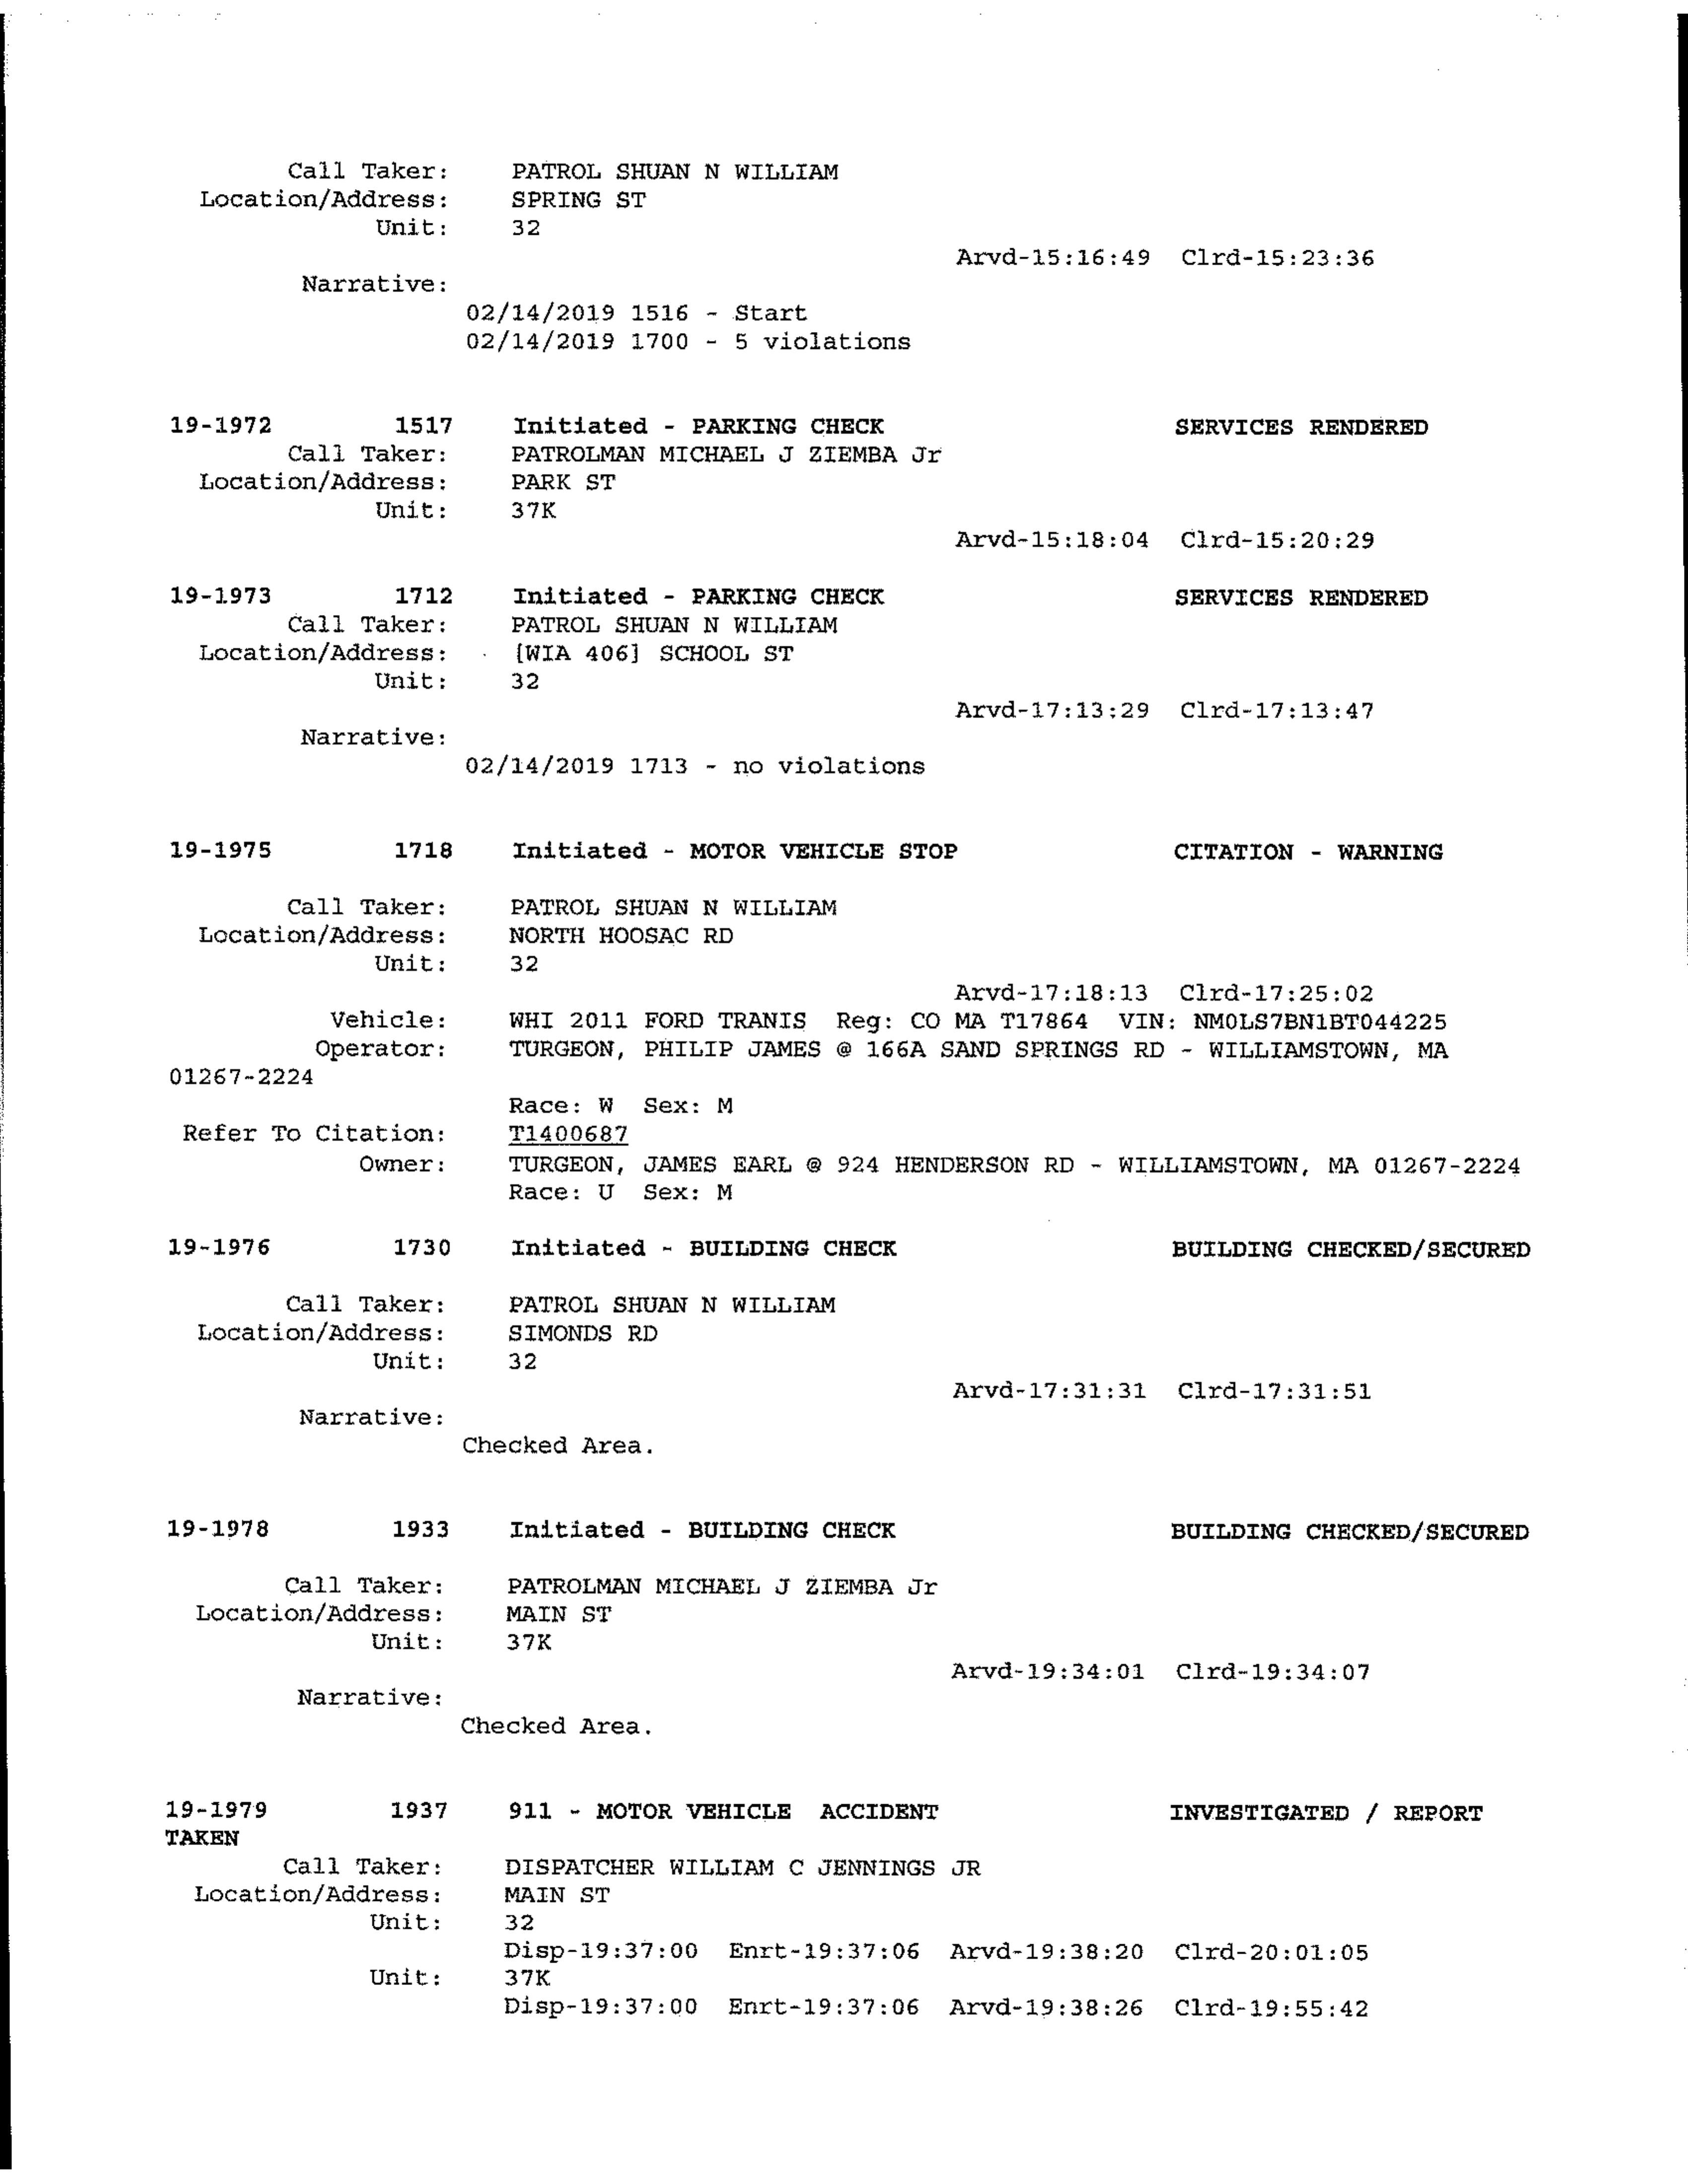 Call Taker: PATROL SHUAN N WILLIAM
Location/Address: SPRING ST
Unit: 32
Arvd-15:16:49 Clrd-15:23:36
Narrative:
02/14/2019 1516 - Start
02/14/2019 1700 - 5 violations
19-1972 1517 Initiated - PARKING CHECK SERVICES RENDERED
Call Taker: PATROLMAN MICHAEL J ZIEMBA Jr
Location/Address: PARK ST
Unit: 37K
Arvd-15:18:04 Clrd-15:20:29
19-1973 1712 Initiated - PARKING CHECK SERVICES RENDERED
Call Taker: PATROL SHUAN N WILLIAM
Location/Address: [WIA 406] SCHOOL ST
Unit: 32
Arvd-17:13:29 Clrd-17:13:47
Narrative:
02/14/2019 1713 - no violations
19-1975 1718 Initiated - MOTOR VEHICLE STOP CITATION - WARNING
Call Taker: PATROL SHUAN N WILLIAM
Location/Address: NORTH HOOSAC RD
Unit: 32
Arvd-17:18:13 Clrd-17:25:02
Vehicle: WHI 2011 FORD TRANIS Reg: CO MA T17864 VIN: NM0LS7BN1BT044225
Operator: TURGEON, PHILIP JAMES @ 166A SAND SPRINGS RD - WILLIAMSTOWN, MA
01267-2224
Race: W Sex: M
Refer To Citation: T1400687
Owner: TURGEON, JAMES EARL @ 924 HENDERSON RD - WILLIAMSTOWN, MA 01267-2224
Race: U Sex: M
19-1976 1730 Initiated - BUILDING CHECK BUILDING CHECKED/SECURED
Call Taker: PATROL SHUAN N WILLIAM
Location/Address: SIMONDS RD
Unit: 32
Arvd-17:31:31 Clrd-17:31:51
Narrative:
Checked Area.
19-1978 1933 Initiated - BUILDING CHECK BUILDING CHECKED/SECURED
Call Taker: PATROLMAN MICHAEL J ZIEMBA Jr
Location/Address: MAIN ST
Unit: 37K
Arvd-19:34:01 Clrd-19:34:07
Narrative:
Checked Area.
19-1979 1937 911 - MOTOR VEHICLE ACCIDENT INVESTIGATED / REPORT
TAKEN
Call Taker: DISPATCHER WILLIAM C JENNINGS JR
Location/Address: MAIN ST
Unit: 32
Disp-19:37:00 Enrt-19:37:06 Arvd-19:38:20 Clrd-20:01:05
Unit: 37K
Disp-19:37:00 Enrt-19:37:06 Arvd-19:38:26 Clrd-19:55:42